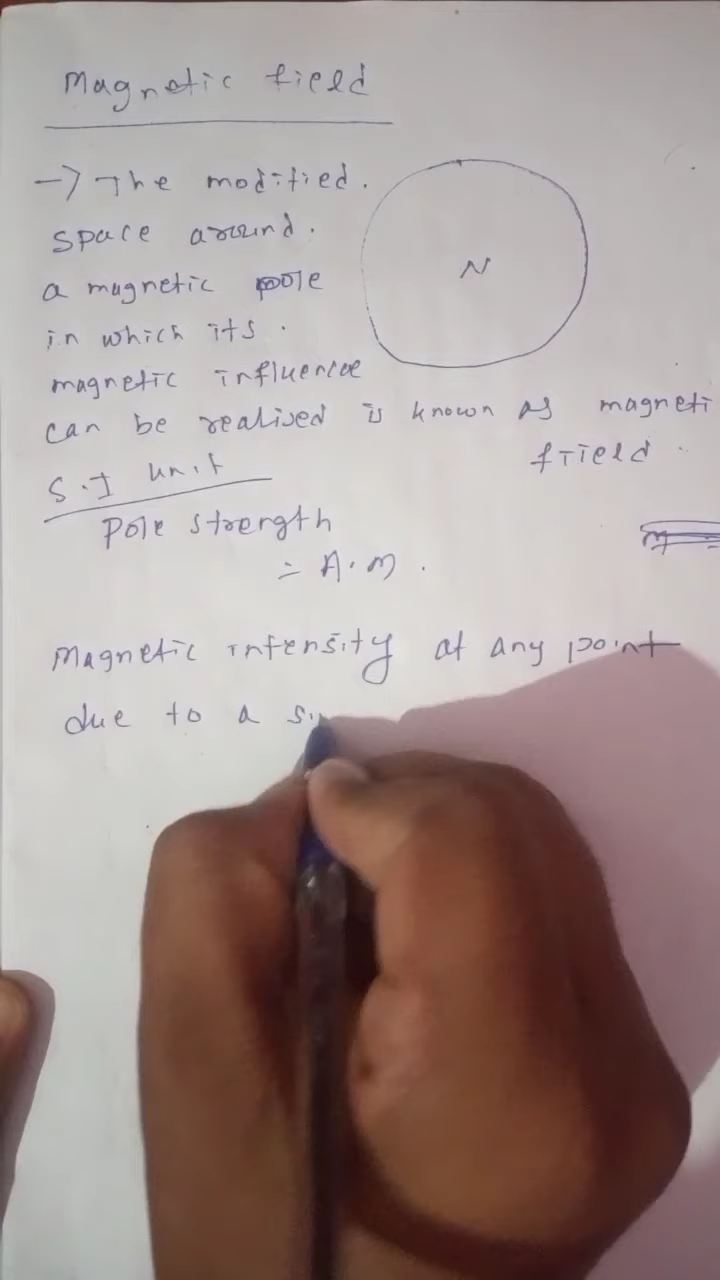 Magnetic field
→ The modified.
space around.
a magnetic pole
in which its.
magnetic influence
can be realised is known as magneti
field.
S.I unit
Pole strength
= A.m.
Magnetic intensity at any point
due to a
N